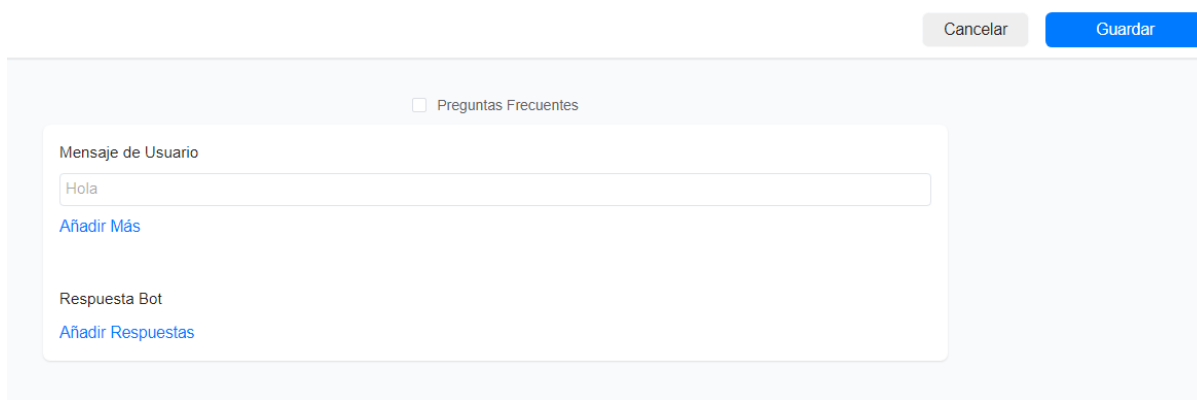 Cancelar
Guardar
Preguntas Frecuentes
Mensaje de Usuario
Hola
Añadir Más
Respuesta Bot
Añadir Respuestas